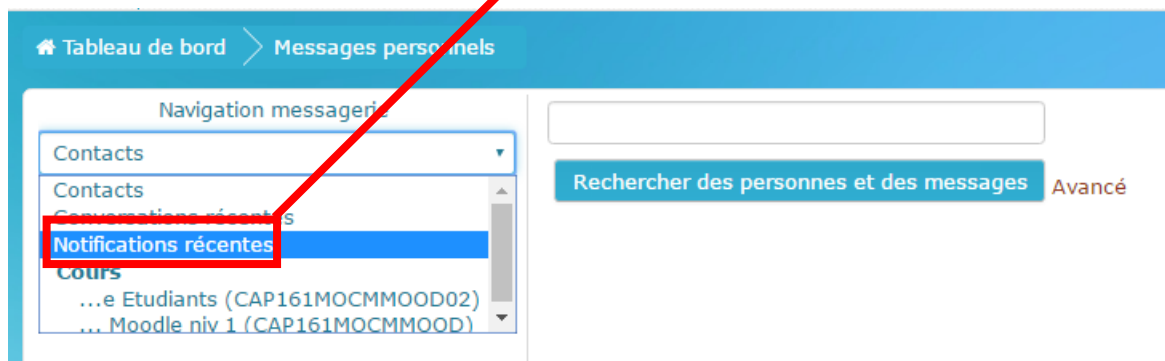 Tableau de bord Messages personnels
Navigation messagerie
Contacts
Contacts
Conversations récentes
Notifications récentes
Cours
...e Etudiants (CAP161MOCMMOOD02)
... Moodle niv 1 (CAP161MOCMMOOD)
Rechercher des personnes et des messages Avancé